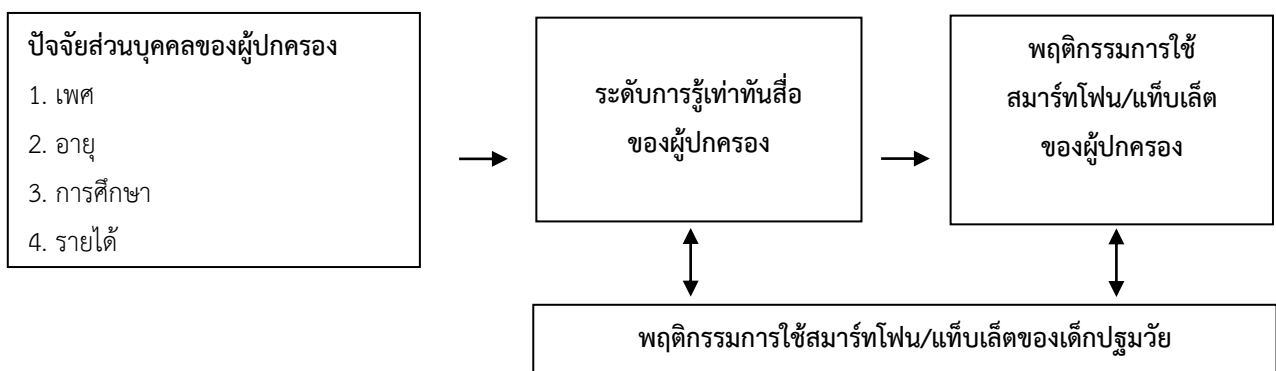 ปัจจัยส่วนบุคคลของผู้ปกครอง
1. เพศ
2. อายุ
3. การศึกษา
4. รายได้
ระดับการรู้เท่าทันสื่อ
ของผู้ปกครอง
พฤติกรรมการใช้
สมาร์ทโฟน/แท็บเล็ต
ของผู้ปกครอง
พฤติกรรมการใช้สมาร์ทโฟน/แท็บเล็ตของเด็กปฐมวัย